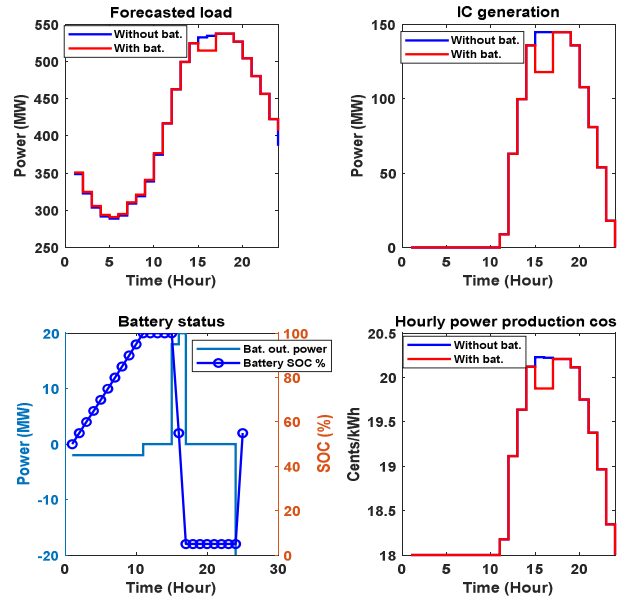 Forecasted load
550
500
450
400
350
300
250
Power (MW)
0
5
10
15
20
Time (Hour)
Without bat.
With bat.
IC generation
150
100
50
0
Power (MW)
0
5
10
15
20
Time (Hour)
Without bat.
With bat.
Battery status
20
10
0
-10
-20
Power (MW)
100
80
60
40
20
0
SOC (%)
0
10
20
30
Time (Hour)
Bat. out. power
Battery SOC %
Hourly power production cos
20.5
20
19.5
19
18.5
18
Cents/kWh
0
5
10
15
20
Time (Hour)
Without bat.
With bat.